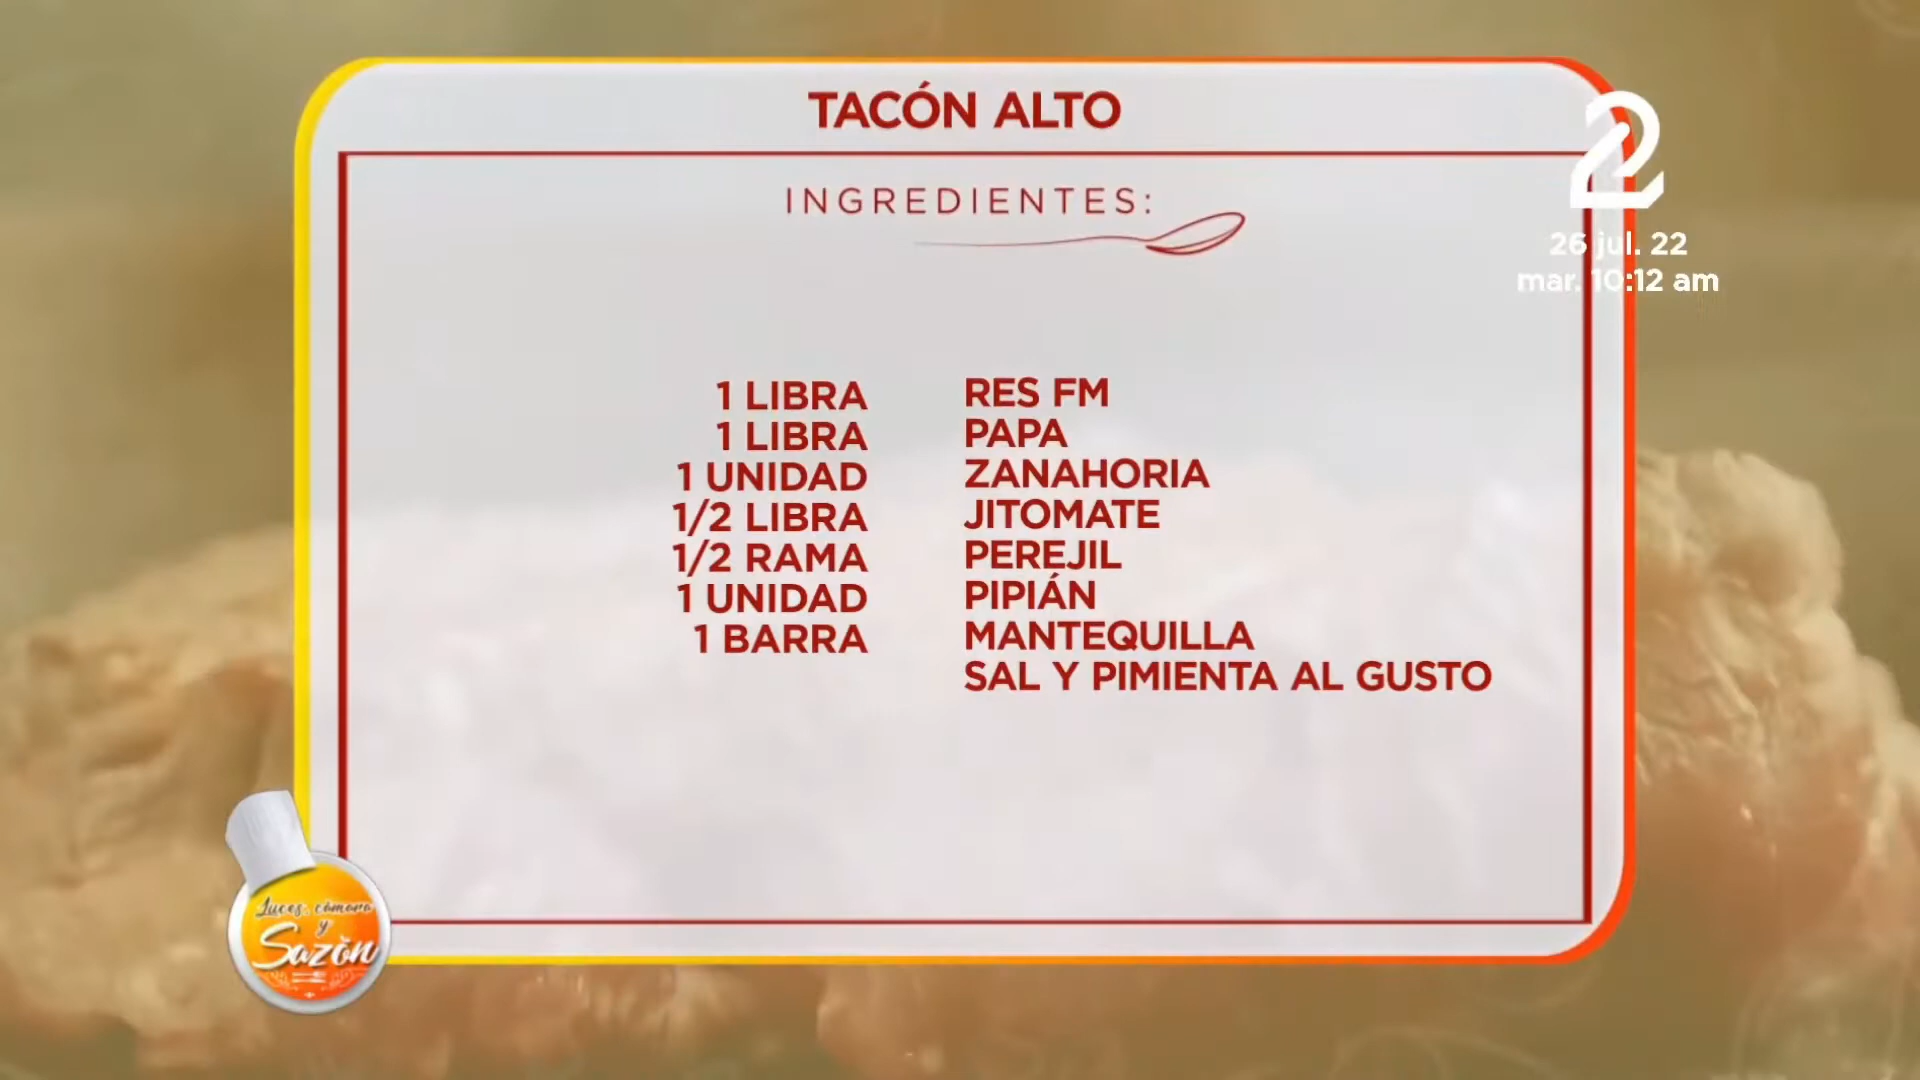 TACÓN ALTO
INGREDIENTES:
2
26 jul. 22
mar. 10:12 am
1 LIBRA RES FM
1 LIBRA PAPA
1 UNIDAD ZANAHORIA
1/2 LIBRA JITOMATE
1/2 RAMA PEREJIL
1 UNIDAD PIPIÁN
1 BARRA MANTEQUILLA
SAL Y PIMIENTA AL GUSTO
Luces, cámara
y
Sazón